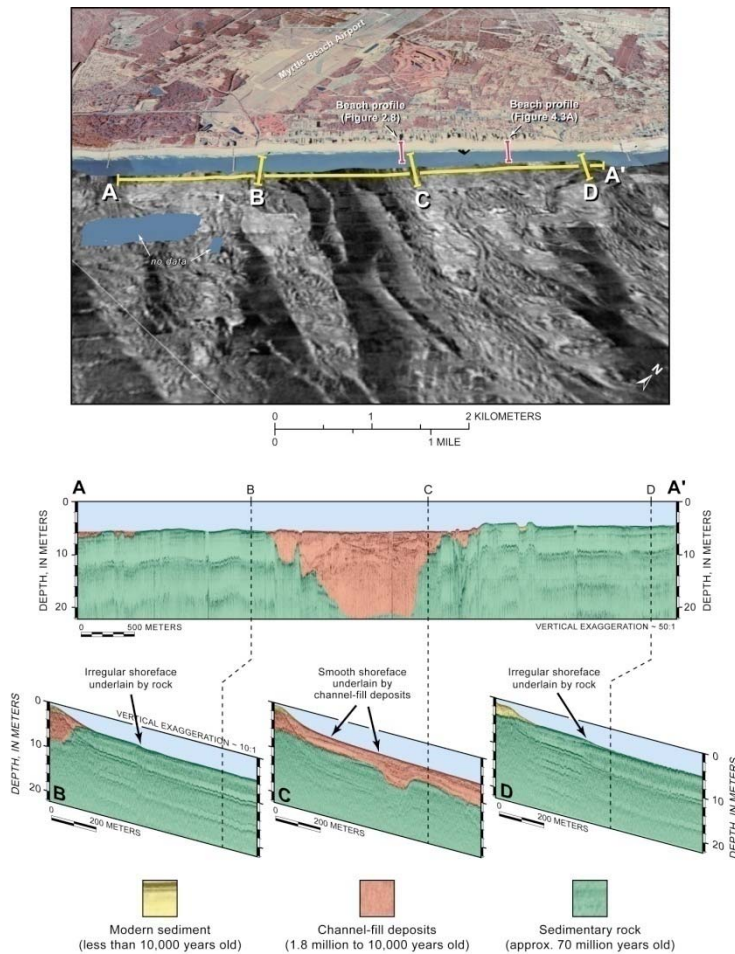 Myrtle Beach Airport
Beach profile
(Figure 2.8)
Beach profile
(Figure 4.3A)
A
B
C
D
A'
no data
N
0 1 2 KILOMETERS
0 1 MILE
A B C D A'
DEPTH, IN METERS
0
10
20
DEPTH, IN METERS
0
10
20
0 500 METERS
VERTICAL EXAGGERATION ~ 50:1
Irregular shoreface
underlain by rock
Smooth shoreface
underlain by
channel-fill deposits
Irregular shoreface
underlain by rock
DEPTH, IN METERS
0
10
20
VERTICAL EXAGGERATION ~ 10:1
B
0 200 METERS
C
0 200 METERS
D
0 200 METERS
0
10
20
DEPTH, IN METERS
Modern sediment
(less than 10,000 years old)
Channel-fill deposits
(1.8 million to 10,000 years old)
Sedimentary rock
(approx. 70 million years old)